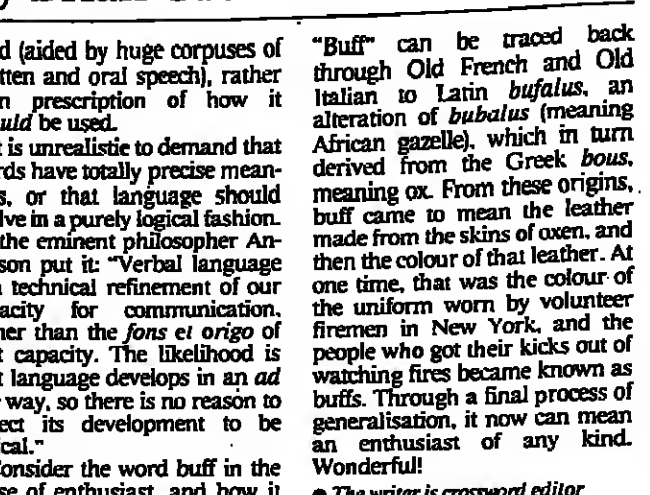 d (aided by huge corpuses of
tten and oral speech), rather
n prescription of how it
uld be used.
t is unrealistic to demand that
rds have totally precise mean-
s, or that language should
lve in a purely logical fashion.
the eminent philosopher An-
son put it: "Verbal language
technical refinement of our
acity for communication,
her than the fons et origo of
t capacity. The likelihood is
t language develops in an ad
way, so there is no reason to
ect its development to be
ical."
onsider the word buff in the
se of enthusiast, and how it
"Buff" can be traced back
through Old French and Old
Italian to Latin bufalus, an
alteration of bubalus (meaning
African gazelle), which in turn
derived from the Greek bous,
meaning ox. From these origins,
buff came to mean the leather
made from the skins of oxen, and
then the colour of that leather. At
one time, that was the colour of
the uniform worn by volunteer
firemen in New York, and the
people who got their kicks out of
watching fires became known as
buffs. Through a final process of
generalisation, it now can mean
an enthusiast of any kind.
Wonderful!
● The writer is crossword editor